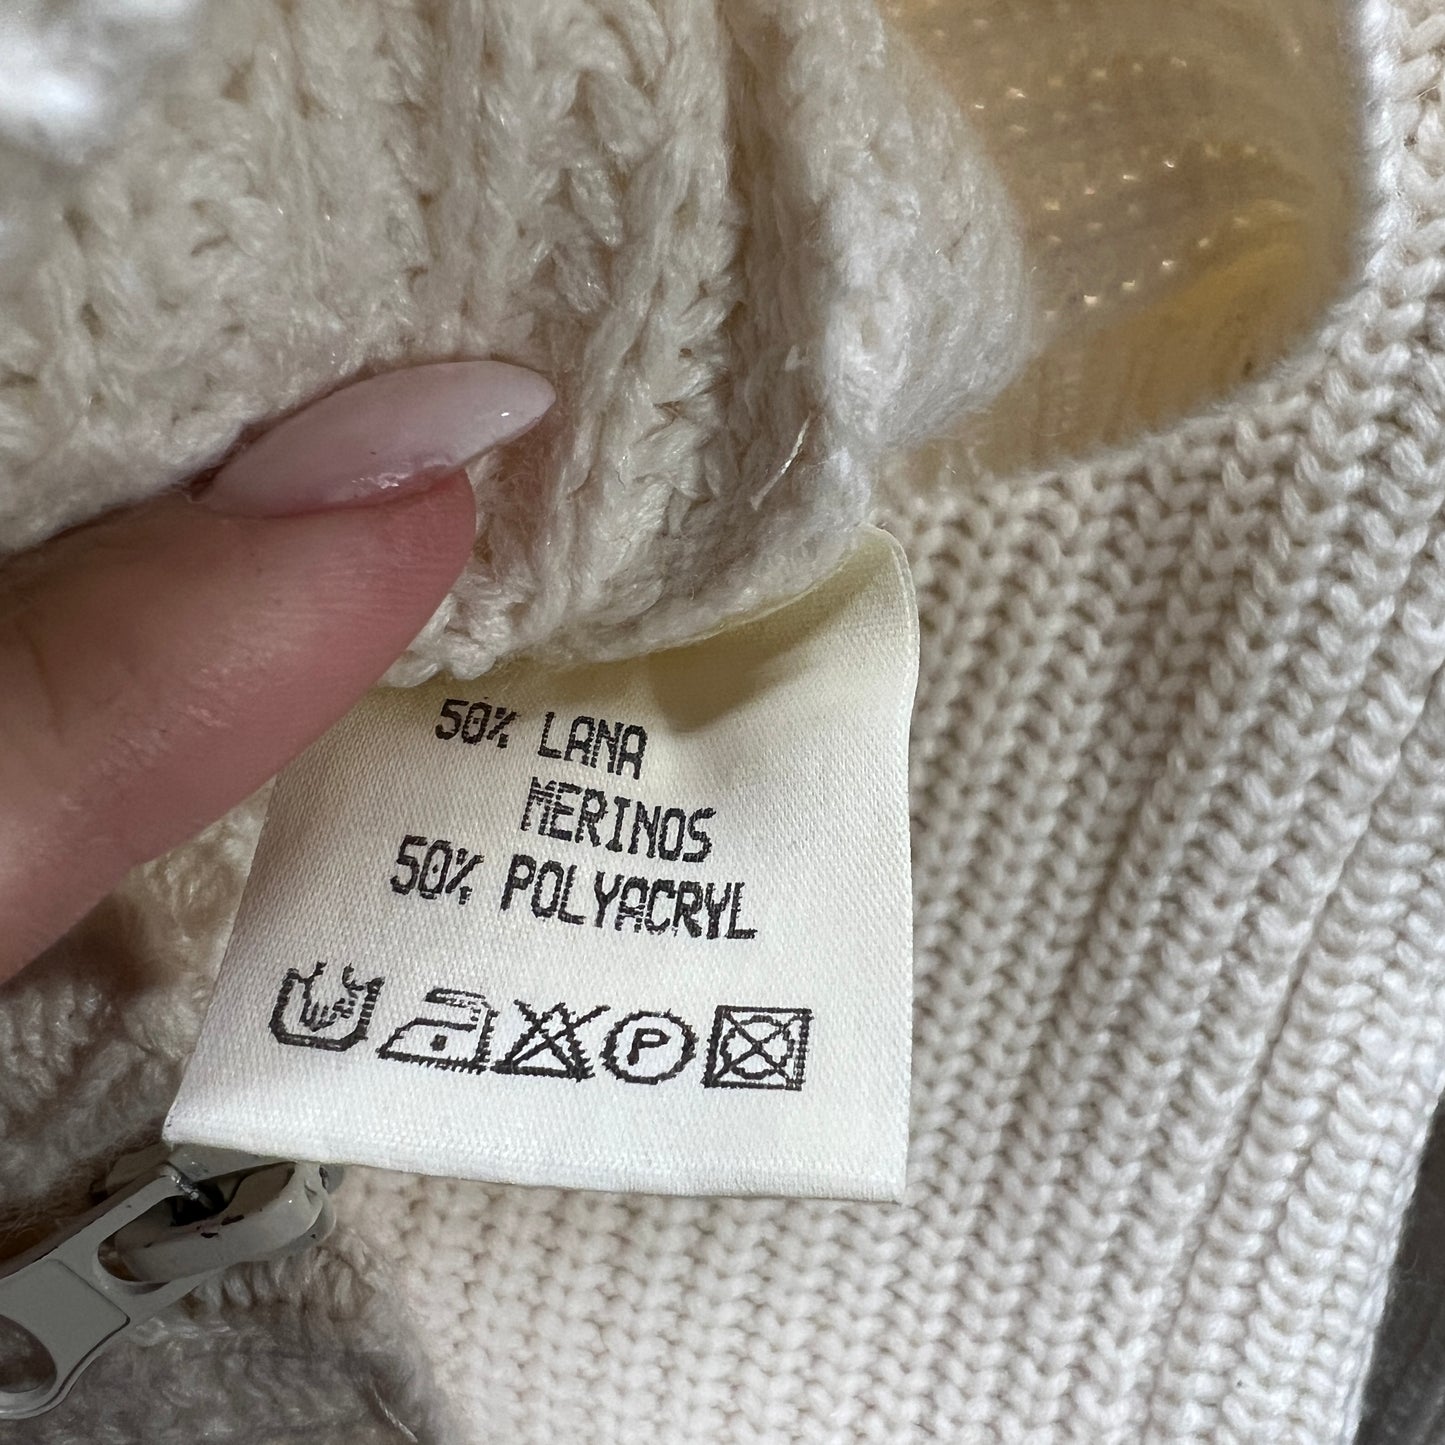 50% LANA
MERINOS
50% POLYACRYL
P